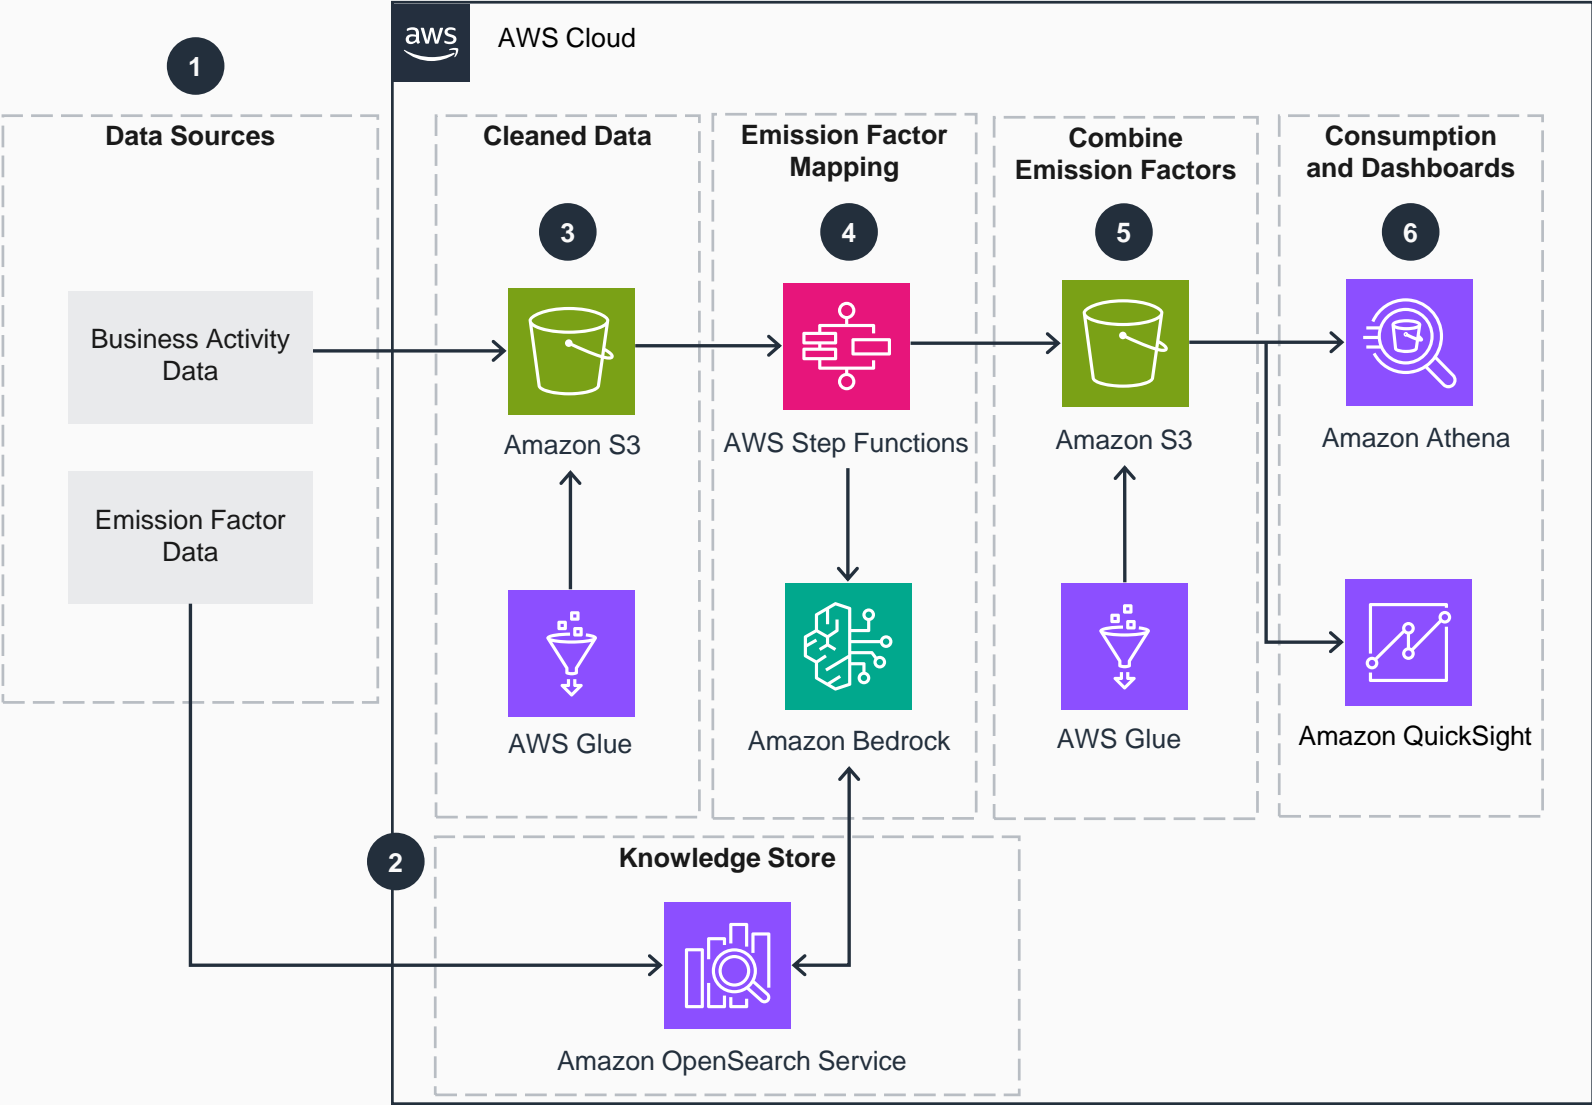 aws
AWS Cloud
1
Data Sources
Business Activity
Data
Emission Factor
Data
Cleaned Data
3
Amazon S3
AWS Glue
Emission Factor
Mapping
4
AWS Step Functions
Amazon Bedrock
Combine
Emission Factors
5
Amazon S3
AWS Glue
Consumption
and Dashboards
6
Amazon Athena
Amazon QuickSight
2
Knowledge Store
Amazon OpenSearch Service